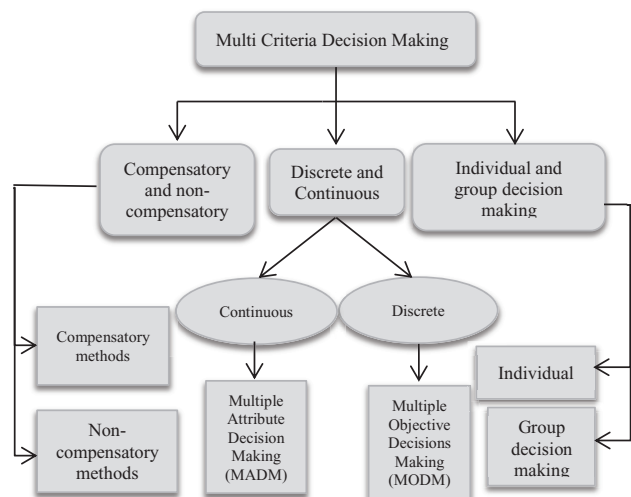 Multi Criteria Decision Making
Compensatory
and non-
compensatory
Discrete and
Continuous
Individual and
group decision
making
Continuous
Discrete
Compensatory
methods
Non-
compensatory
methods
Multiple
Attribute
Decision
Making
(MADM)
Multiple
Objective
Decisions
Making
(MODM)
Individual
Group
decision
making